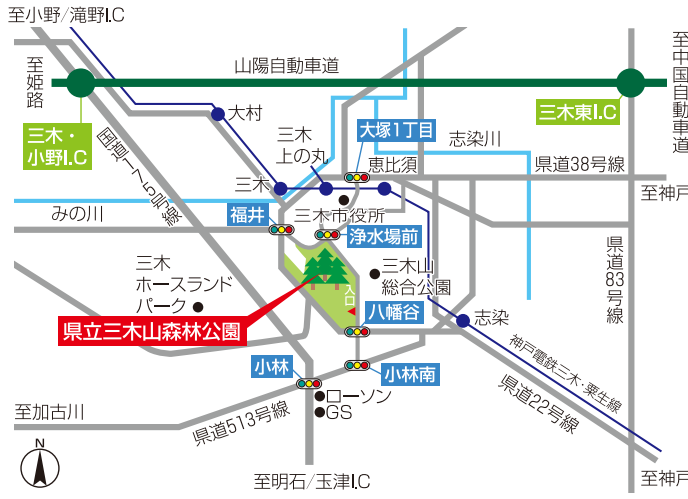 至小野/滝野I.C
至姫路
山陽自動車道
至中国自動車道
三木・
小野I.C
三木東I.C
大村
国道175号線
三木
上の丸
大塚1丁目
志染川
恵比須
県道38号線
三木
至神戸
みの川
福井
三木市役所
浄水場前
県道83号線
三木
ホースランド
パーク
三木山
総合公園
入口
県立三木山森林公園
八幡谷
志染
神戸電鉄三木・粟生線
小林
小林南
県道22号線
ローソン
GS
至加古川
県道513号線
N
至明石/玉津I.C
至神戸